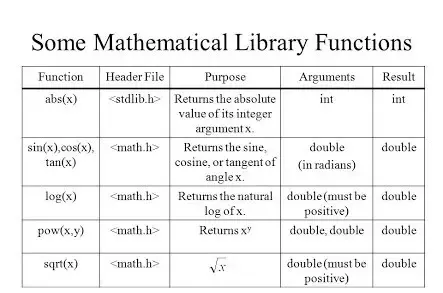 Some Mathematical Library Functions
Function Header File Purpose Arguments Result
abs(x) <stdlib.h> Returns the absolute value of its integer argument x. int int
sin(x),cos(x), tan(x) <math.h> Returns the sine, cosine, or tangent of angle x. double (in radians) double
log(x) <math.h> Returns the natural log of x. double (must be positive) double
pow(x,y) <math.h> Returns xʸ double, double double
sqrt(x) <math.h> √x double (must be positive) double